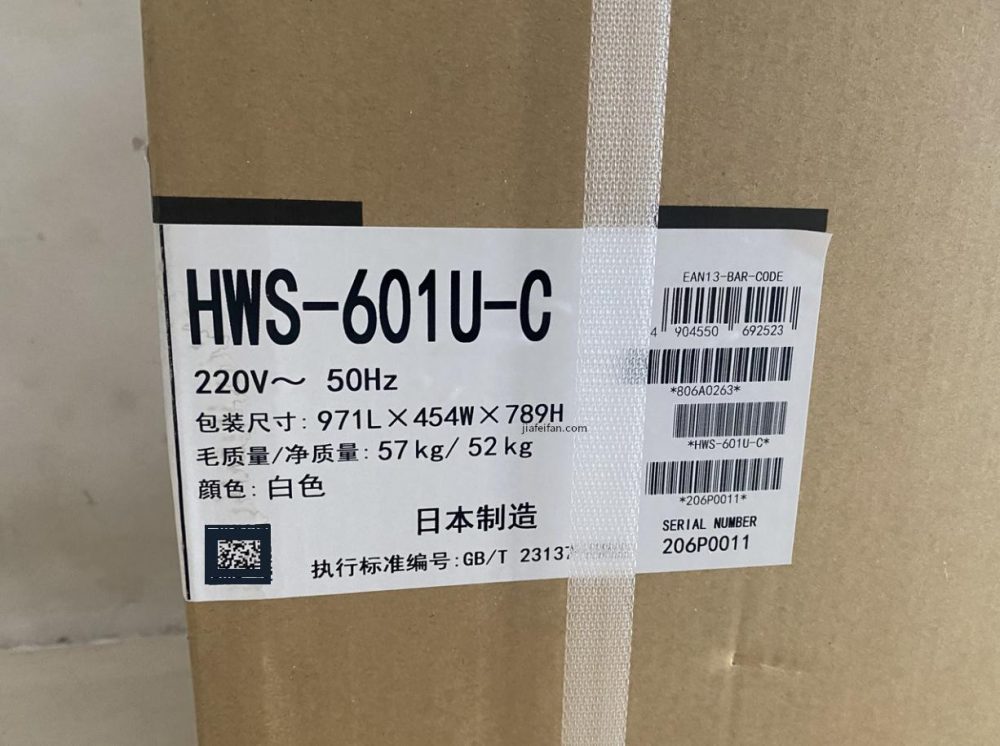 HWS-601U-C
220V～ 50Hz
包装尺寸: 971L×454W×789H
jiafeifan.com
毛质量/净质量: 57kg/ 52kg
顔色: 白色
日本制造
执行标准编号:GB/T 23137
EAN13-BAR-CODE
4 904550 692523
*806A0263*
*HWS-601U-C*
*206P0011*
SERIAL NUMBER
206P0011